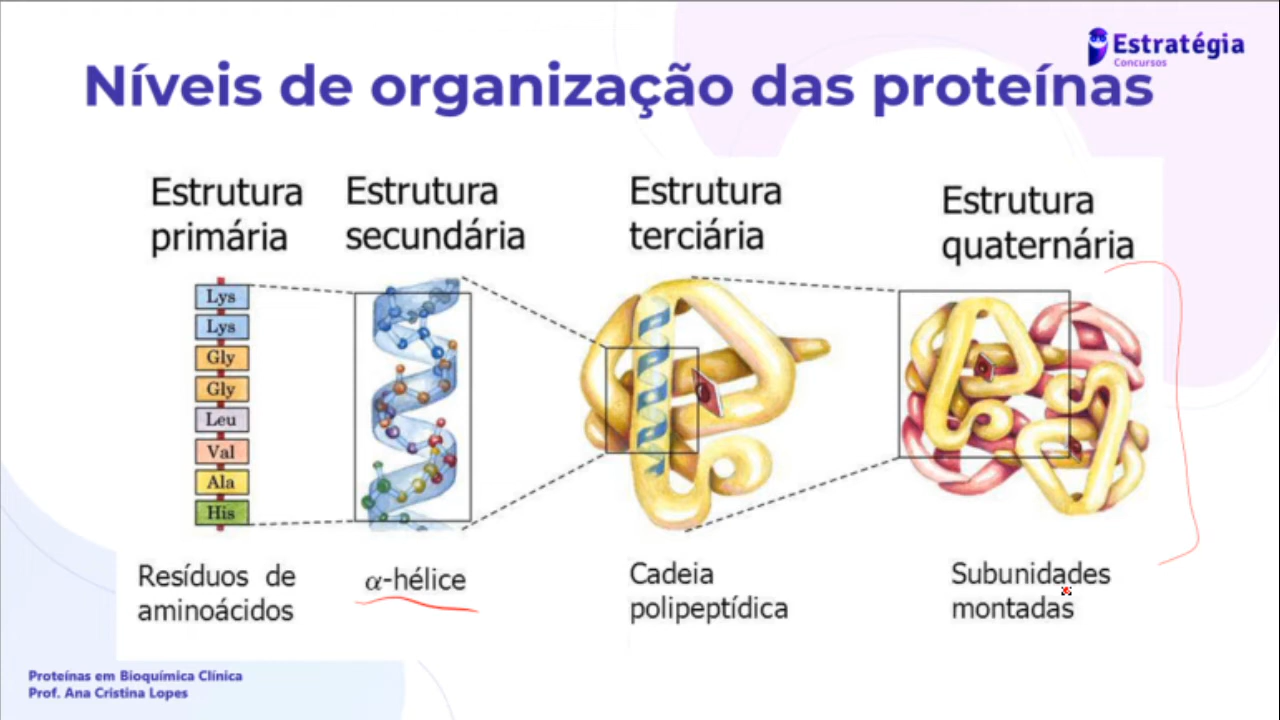 Estratégia
Concursos
Níveis de organização das proteínas
Estrutura
primária
Estrutura
secundária
Estrutura
terciária
Estrutura
quaternária
Lys
Lys
Gly
Gly
Leu
Val
Ala
His
Resíduos de
aminoácidos
α-hélice
Cadeia
polipeptídica
Subunidades
montadas
Proteínas em Bioquímica Clínica
Prof. Ana Cristina Lopes